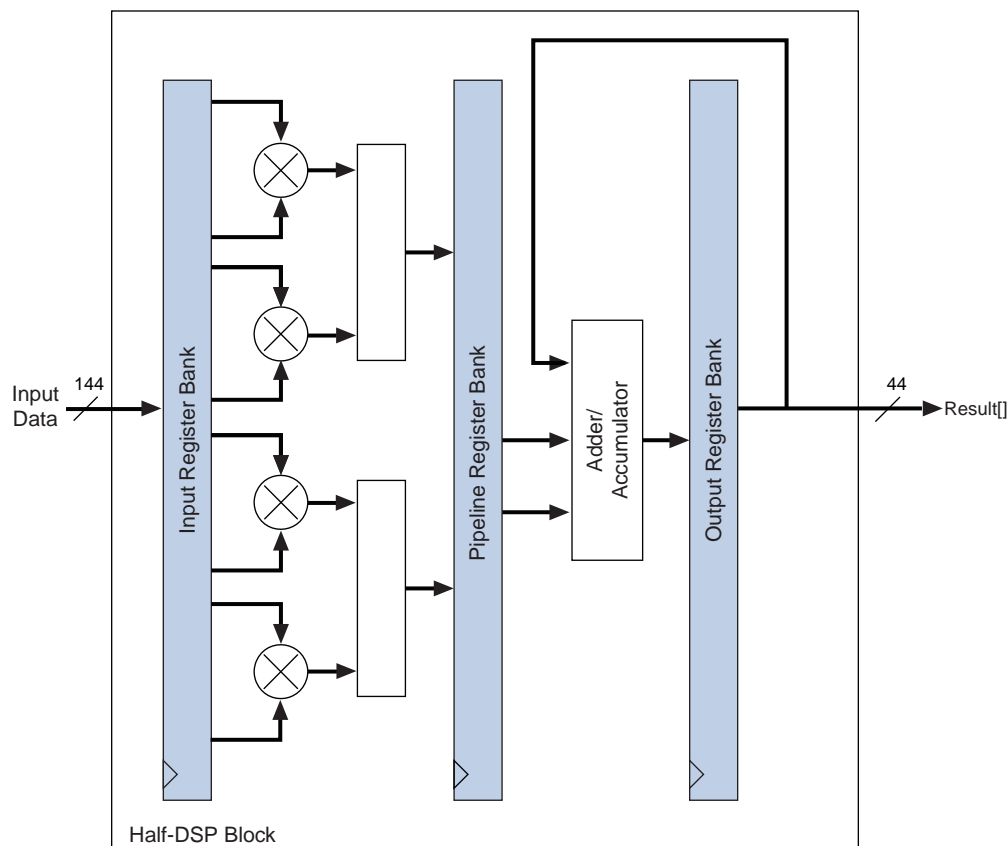 144
Input
Data
Input Register Bank
Pipeline Register Bank
Adder/
Accumulator
Output Register Bank
44
Result[]
Half-DSP Block